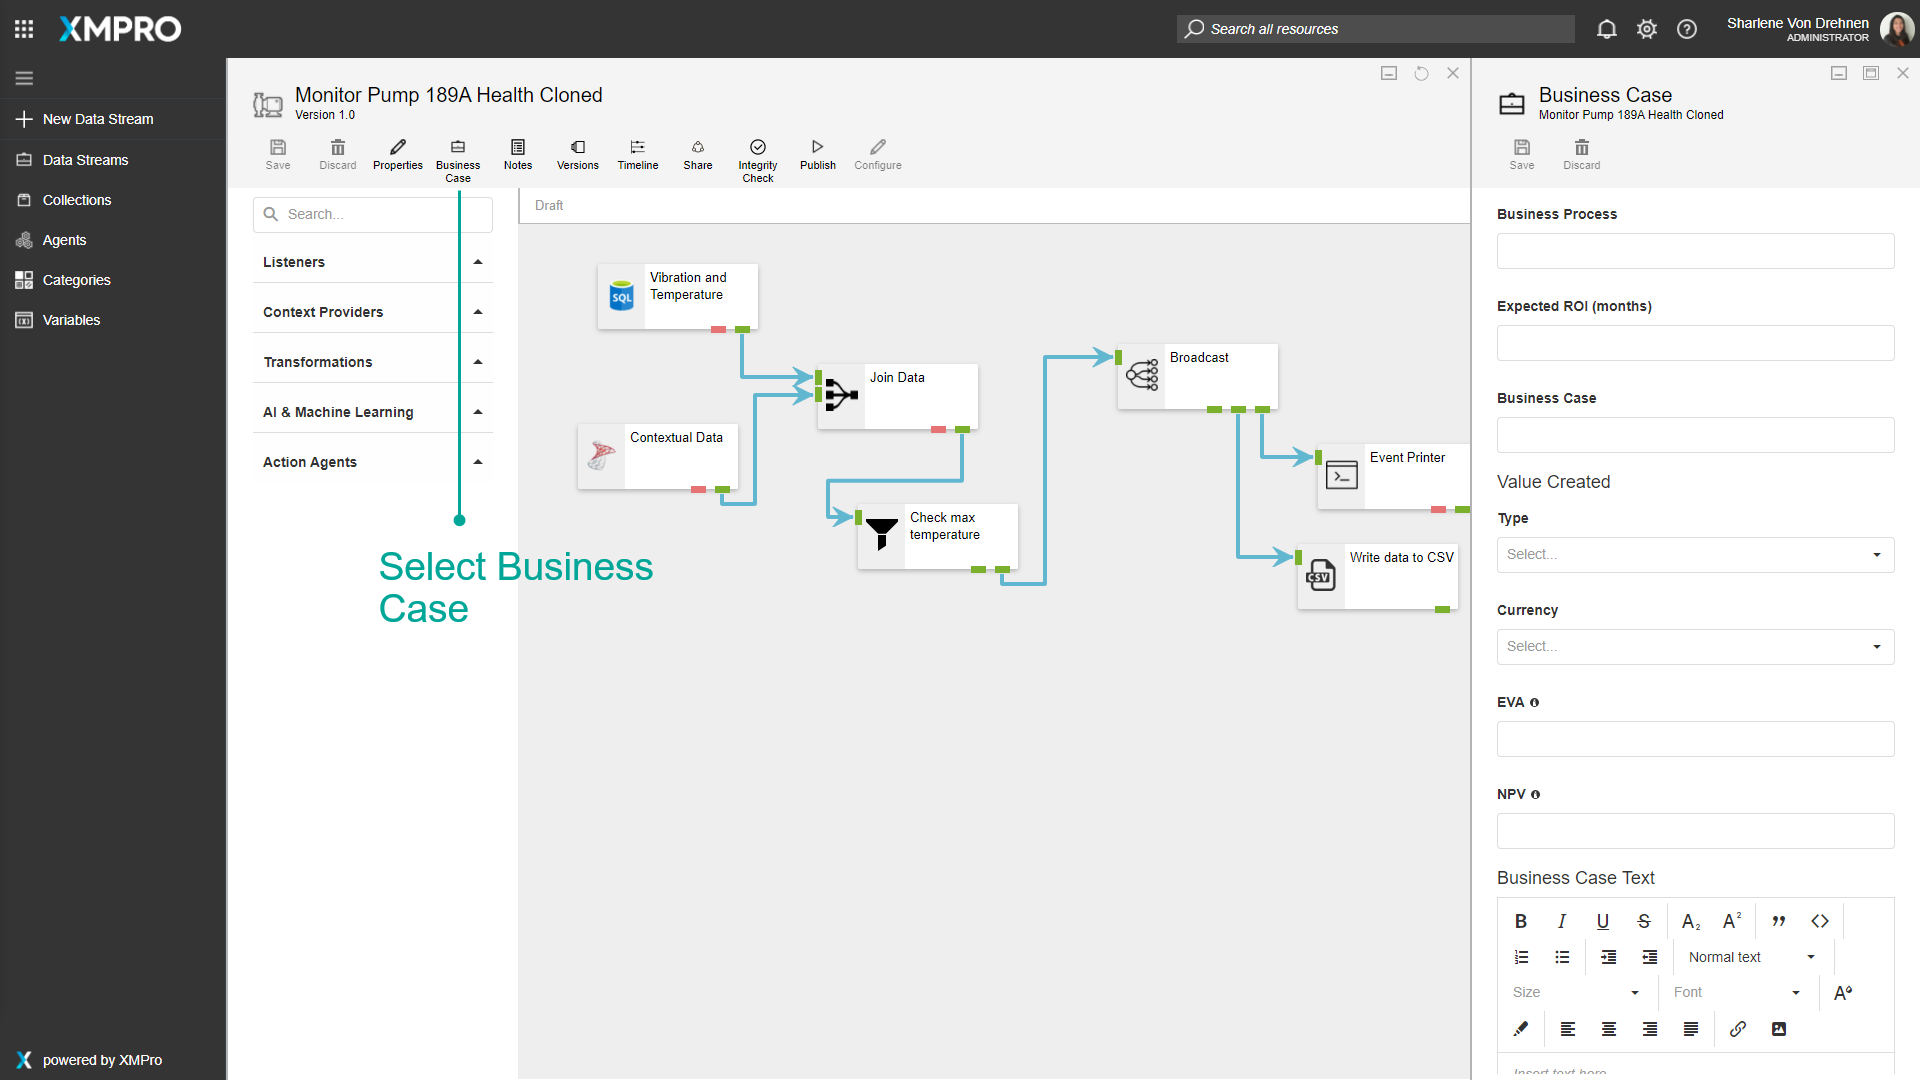 XMPRO
Search all resources
Sharlene Von Drehnen
ADMINISTRATOR
New Data Stream
Data Streams
Collections
Agents
Categories
Variables
powered by XMPro
Monitor Pump 189A Health Cloned
Version 1.0
Save
Discard
Properties
Business
Case
Notes
Versions
Timeline
Share
Integrity
Check
Publish
Configure
Search...
Listeners
Context Providers
Transformations
AI & Machine Learning
Action Agents
Select Business
Case
Draft
SQL
Vibration and
Temperature
Contextual Data
Join Data
Check max
temperature
Broadcast
Event Printer
CSV
Write data to CSV
Business Case
Monitor Pump 189A Health Cloned
Save
Discard
Business Process
Expected ROI (months)
Business Case
Value Created
Type
Select...
Currency
Select...
EVA
NPV
Business Case Text
Normal text
Size
Font
Insert text here